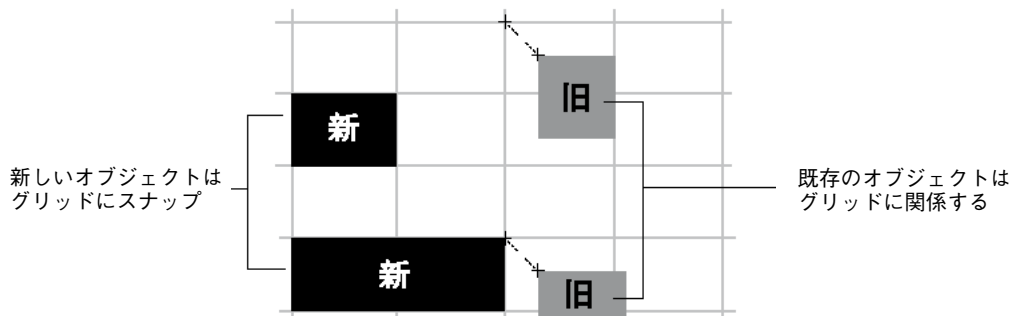 新
旧
新しいオブジェクトは
グリッドにスナップ
既存のオブジェクトは
グリッドに関係する
新
旧